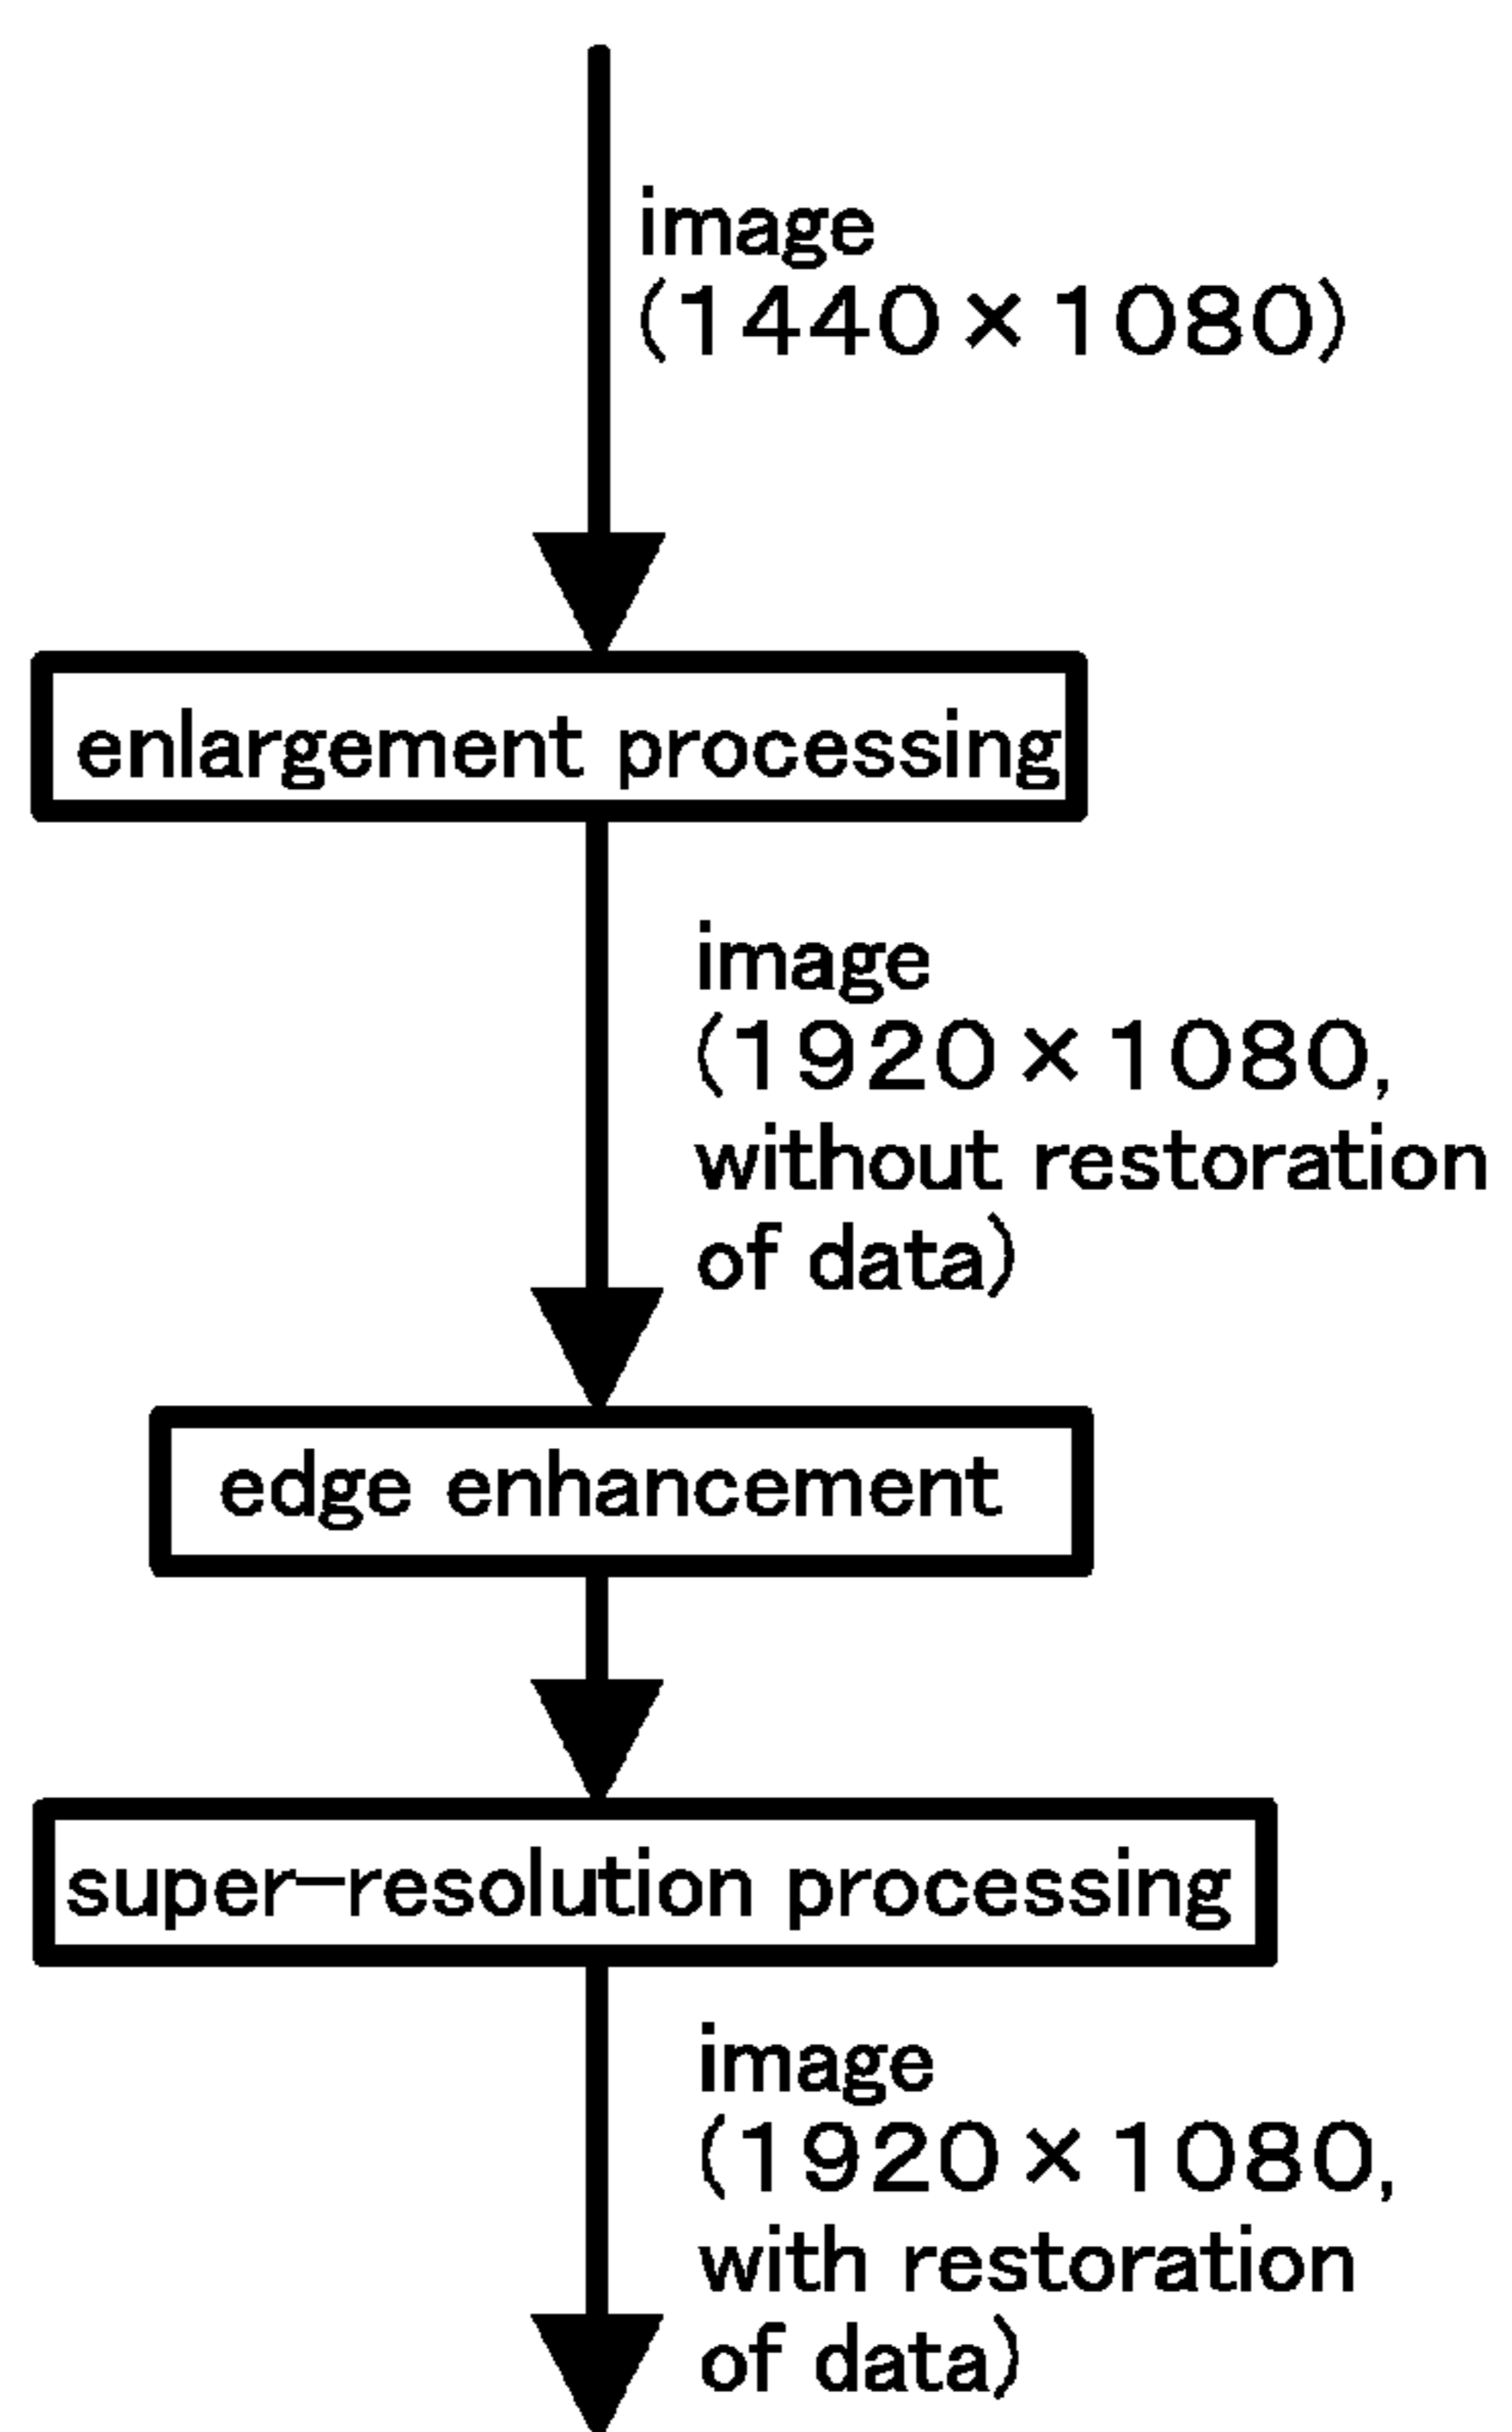 image
(1440×1080)
enlargement processing
image
(1920×1080,
without restoration
of data)
edge enhancement
super-resolution processing
image
(1920×1080,
with restoration
of data)